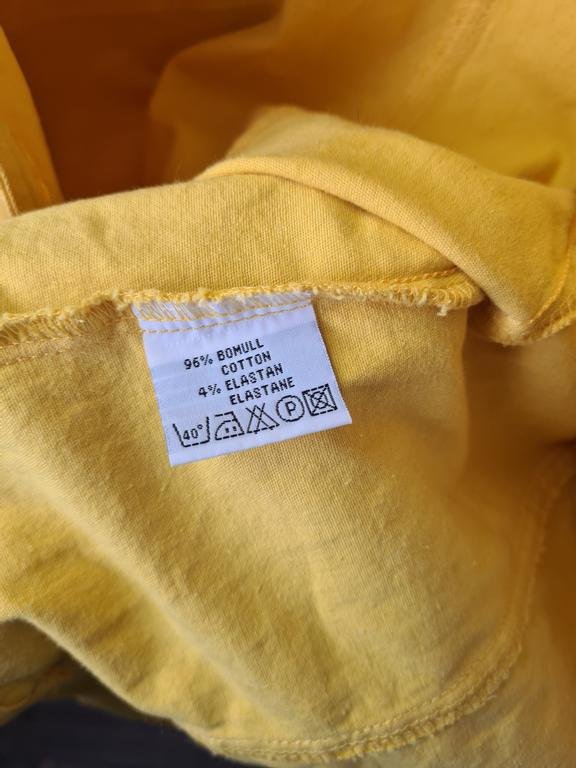 96% BOMULL
COTTON
4% ELASTAN
ELASTANE
40° P